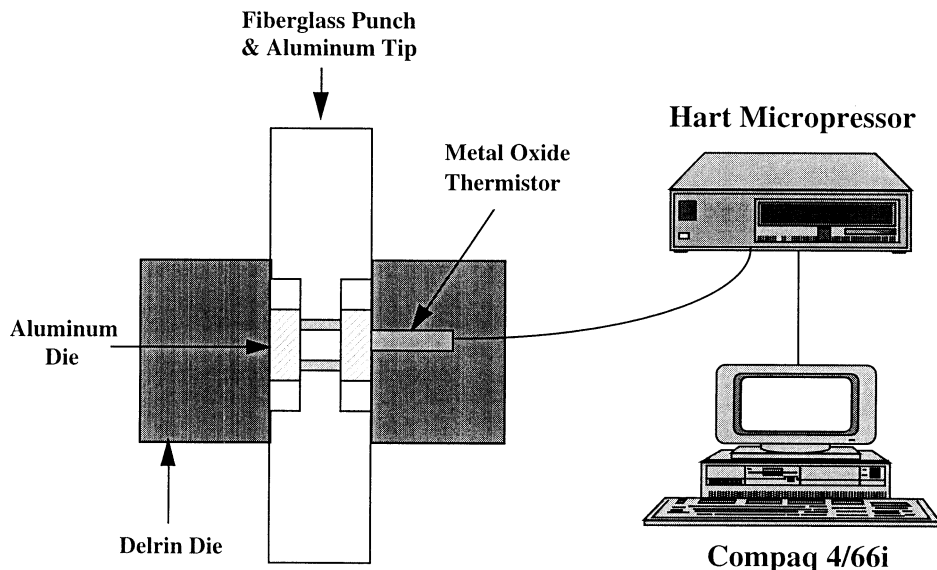 Fiberglass Punch
& Aluminum Tip
Hart Micropressor
Metal Oxide
Thermistor
Aluminum
Die
Delrin Die
Compaq 4/66i